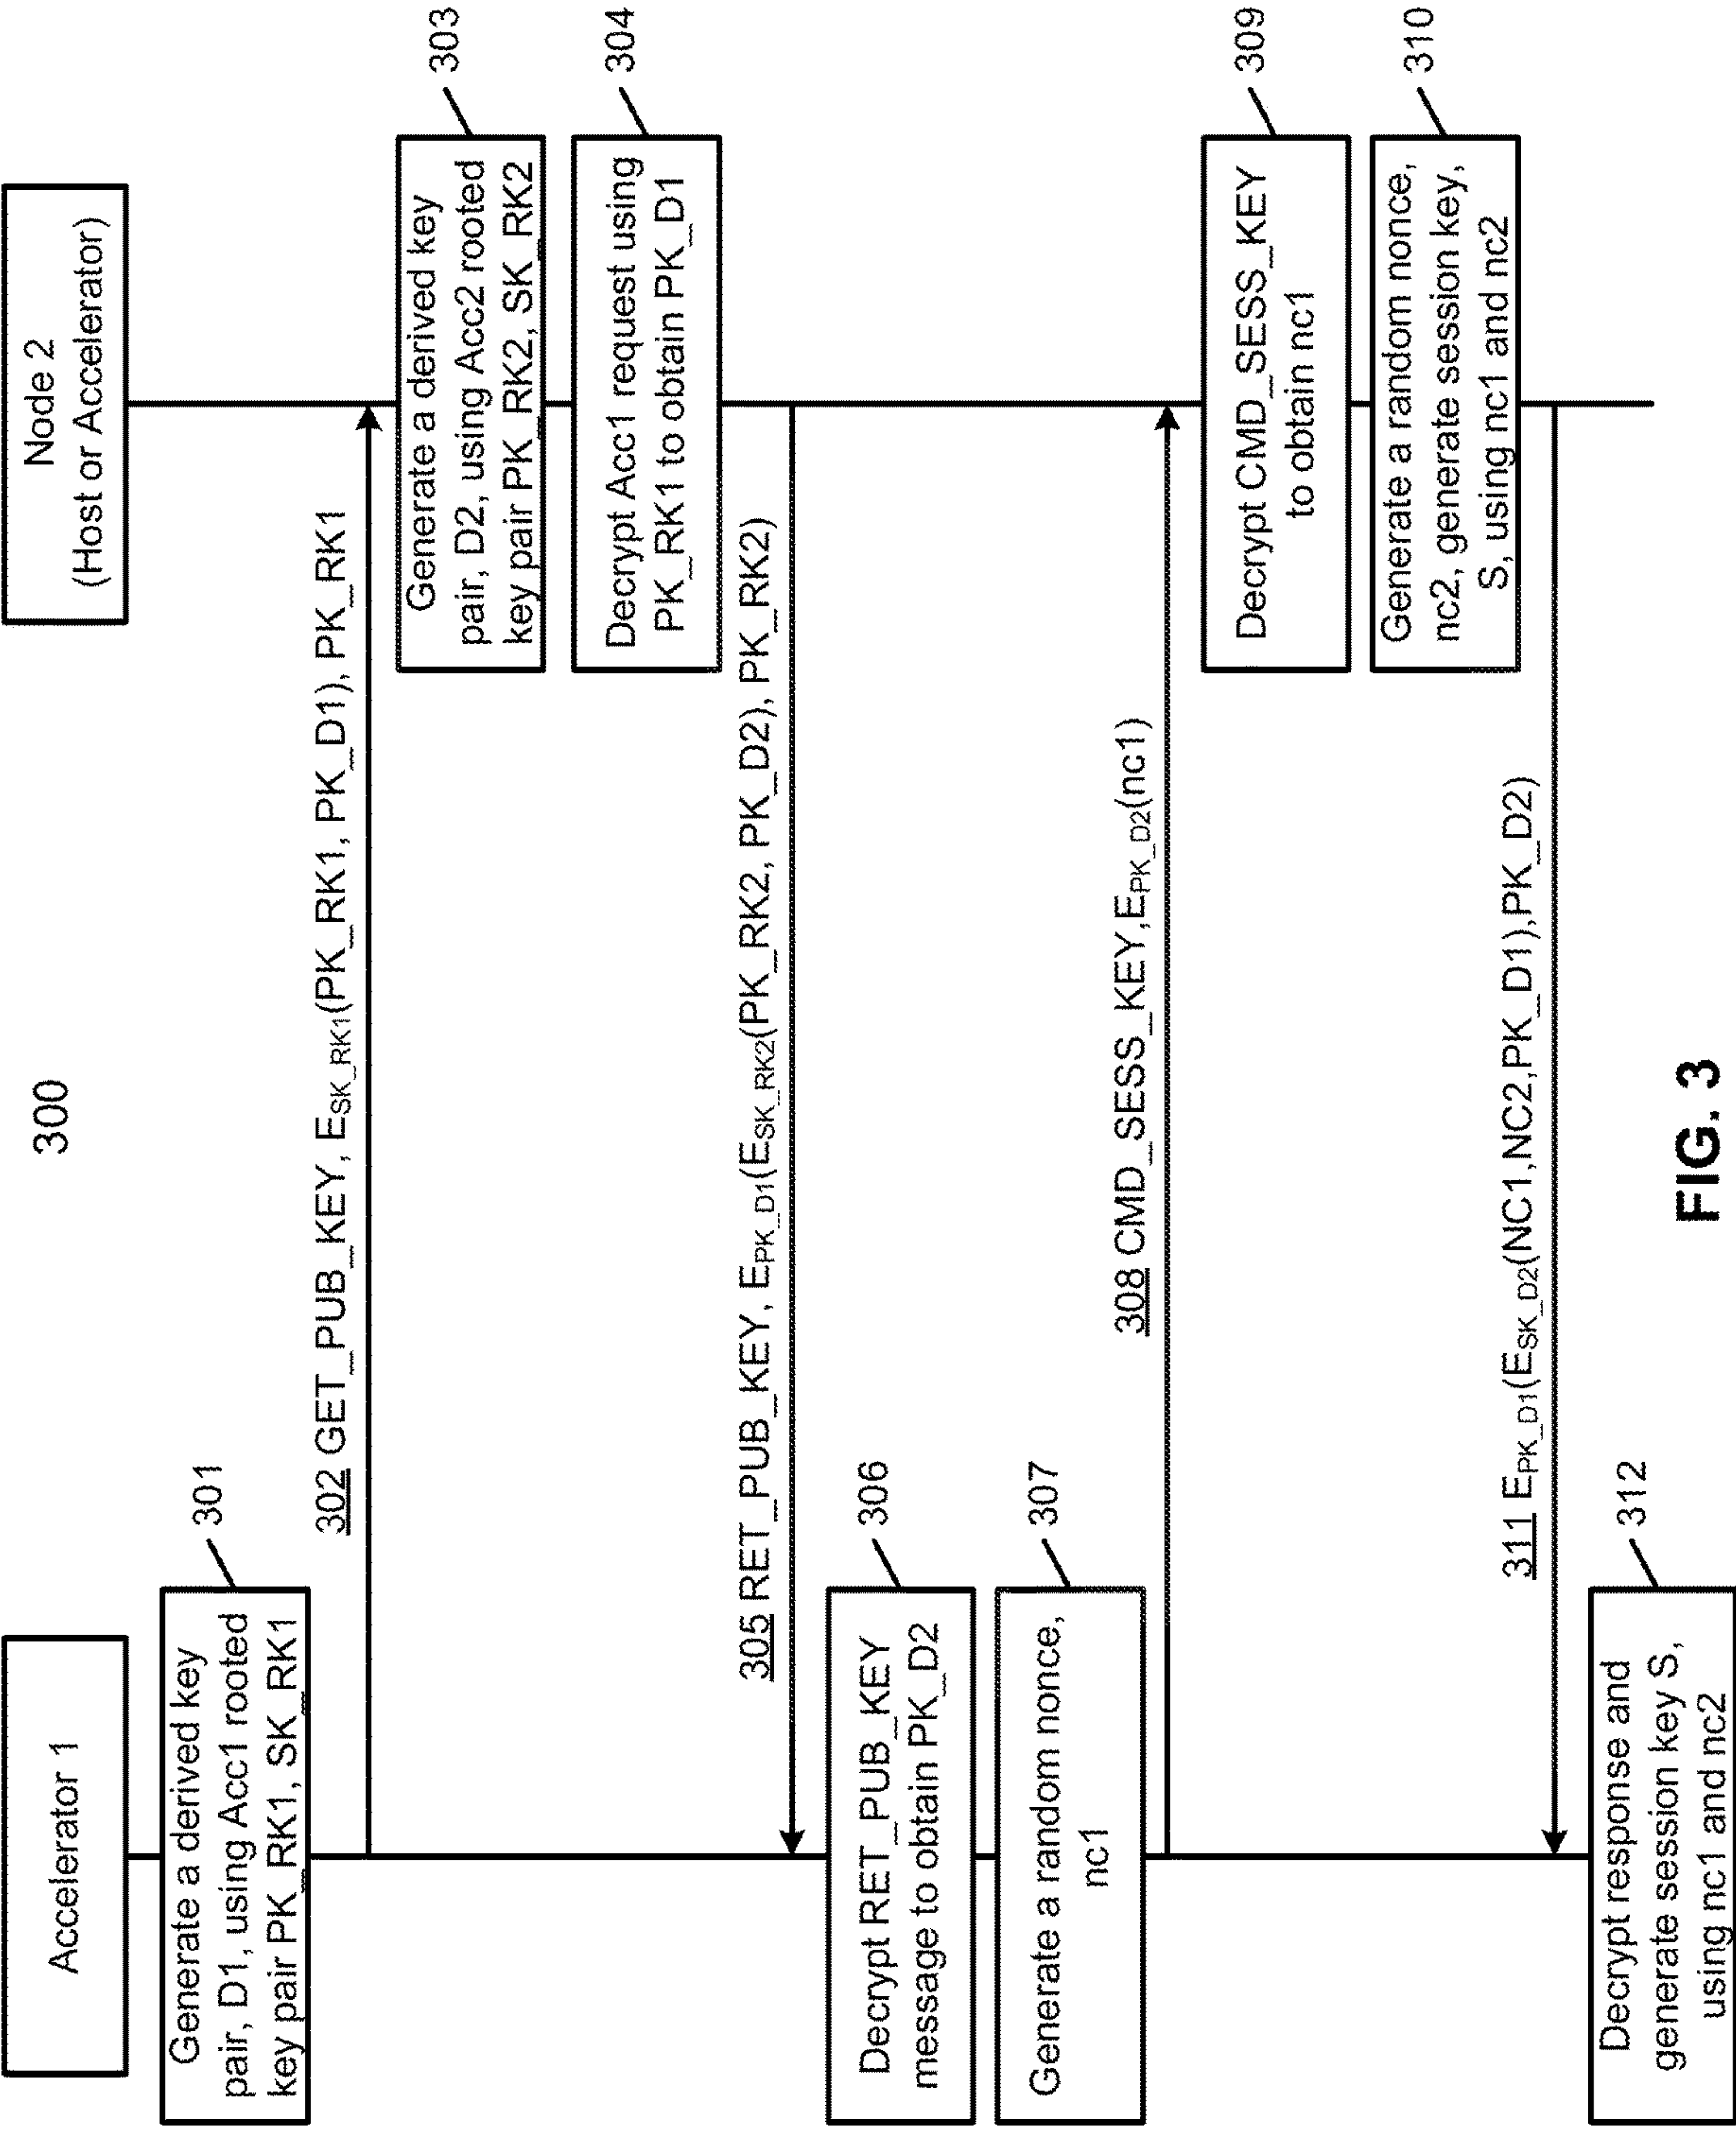 300
Accelerator 1
Node 2
(Host or Accelerator)
Generate a derived key
pair, D1, using Acc1 rooted
key pair PK_RK1, SK_RK1
301
302 GET_PUB_KEY, ESK_RK1(PK_RK1, PK_D1), PK_RK1
Generate a derived key
pair, D2, using Acc2 rooted
key pair PK_RK2, SK_RK2
303
Decrypt Acc1 request using
PK_RK1 to obtain PK_D1
304
305 RET_PUB_KEY, EPK_D1(ESK_RK2(PK_RK2, PK_D2), PK_RK2)
Decrypt RET_PUB_KEY
message to obtain PK_D2
306
Generate a random nonce,
nc1
307
308 CMD_SESS_KEY,EPK_D2(nc1)
Decrypt CMD_SESS_KEY
to obtain nc1
309
Generate a random nonce,
nc2, generate session key,
S, using nc1 and nc2
310
311 EPK_D1(ESK_D2(NC1,NC2,PK_D1),PK_D2)
Decrypt response and
generate session key S,
using nc1 and nc2
312
FIG. 3